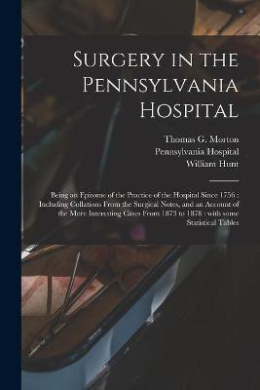 SURGERY IN THE
PENNSYLVANIA
HOSPITAL
Thomas G. Morton
Pennsylvania Hospital
William Hunt
Being an Epitome of the Practice of the Hospital Since 1756 :
Including Collations From the Surgical Notes, and an Account of
the More Interesting Cases From 1873 to 1878 : With some
Statistical Tables